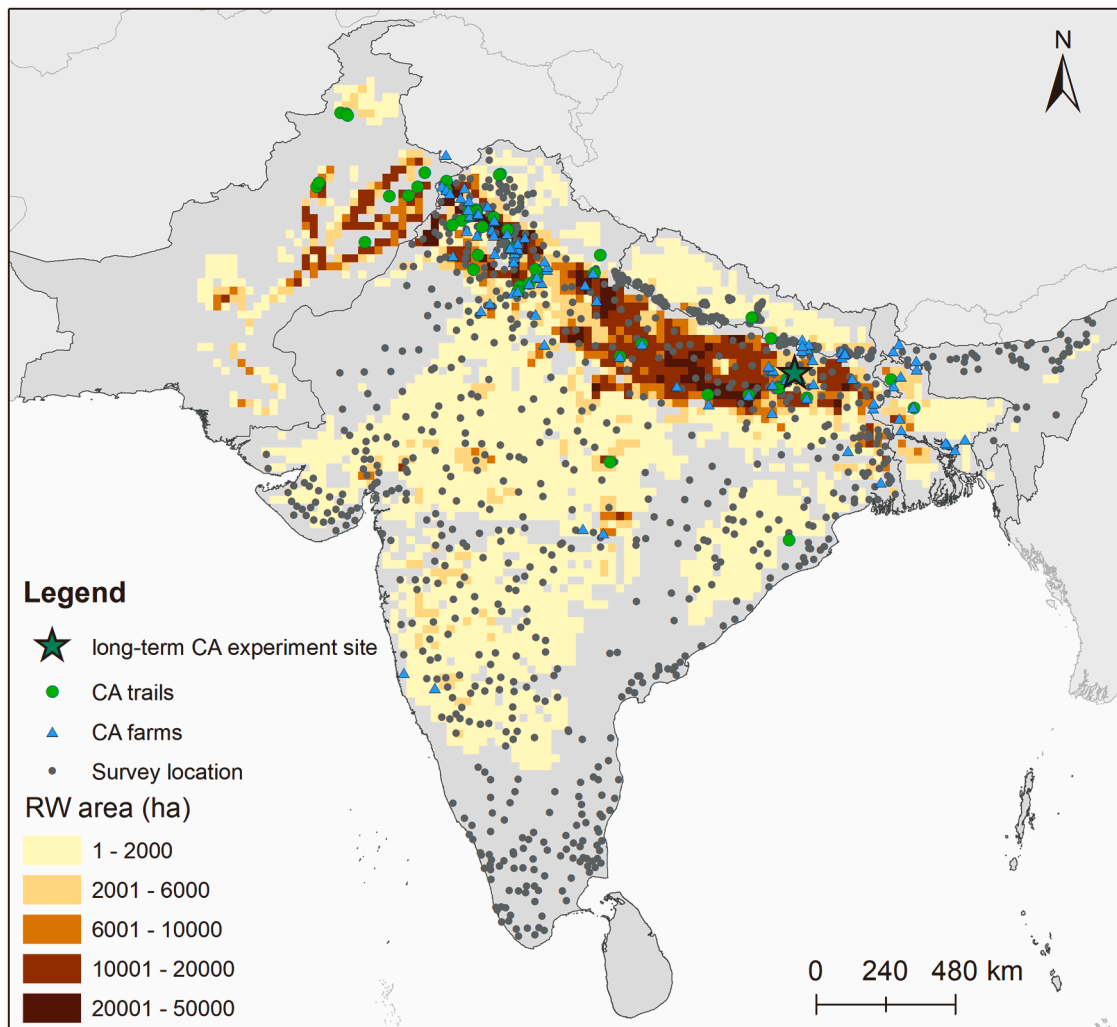 N
Legend
long-term CA experiment site
CA trails
CA farms
Survey location
RW area (ha)
1 - 2000
2001 - 6000
6001 - 10000
10001 - 20000
20001 - 50000
0 240 480 km